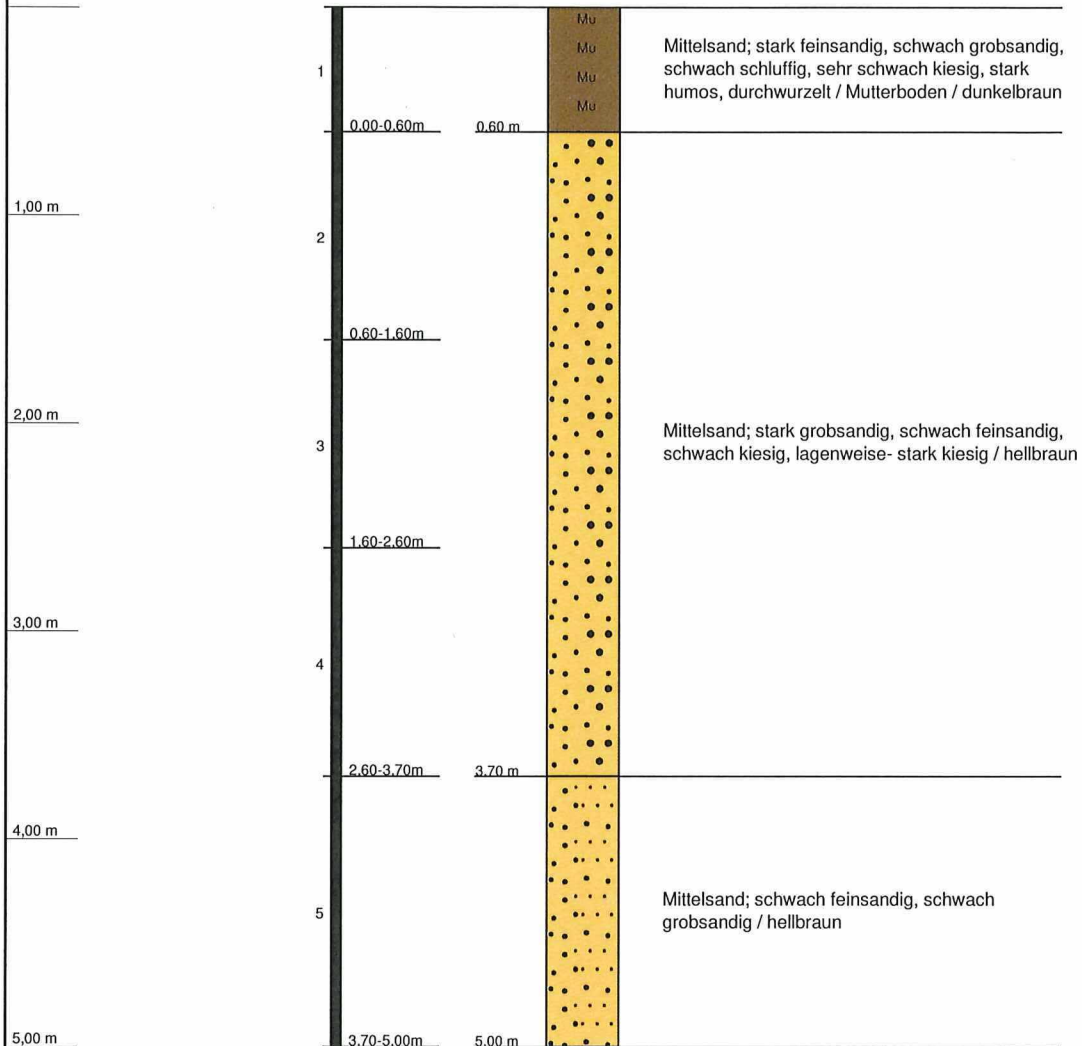 Mu
Mu
Mu
Mu
1
Mittelsand; stark feinsandig, schwach grobsandig,
schwach schluffig, sehr schwach kiesig, stark
humos, durchwurzelt / Mutterboden / dunkelbraun
0.00-0.60m
0.60 m
1,00 m
2
0.60-1.60m
2,00 m
3
Mittelsand; stark grobsandig, schwach feinsandig,
schwach kiesig, lagenweise- stark kiesig / hellbraun
1.60-2.60m
3,00 m
4
2.60-3.70m
3.70 m
4,00 m
5
Mittelsand; schwach feinsandig, schwach
grobsandig / hellbraun
5,00 m
3.70-5.00m
5.00 m